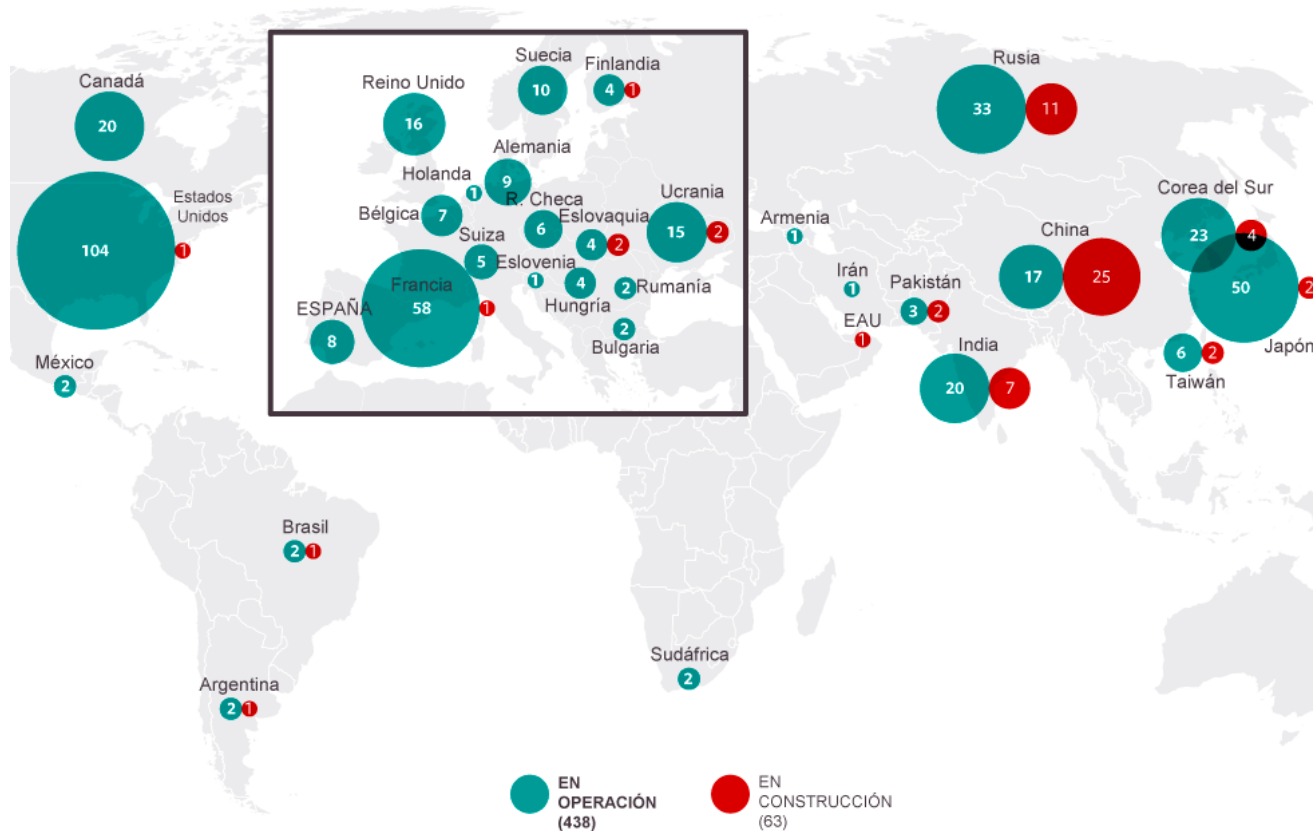 Canadá
20
Estados
Unidos
104
1
México
2
Reino Unido
16
Suecia
10
Finlandia
4
1
Alemania
9
Holanda
1
Bélgica
7
R. Checa
6
Eslovaquia
4
2
Ucrania
15
2
Suiza
5
Eslovenia
1
Hungría
4
Rumanía
2
Bulgaria
2
Francia
58
1
ESPAÑA
8
Rusia
33
11
Armenia
1
Irán
1
EAU
1
Pakistán
3
2
India
20
7
China
17
25
Corea del Sur
23
4
50
2
Japón
6
2
Taiwán
Brasil
2
1
Argentina
2
1
Sudáfrica
2
EN
OPERACIÓN
(438)
EN
CONSTRUCCIÓN
(63)